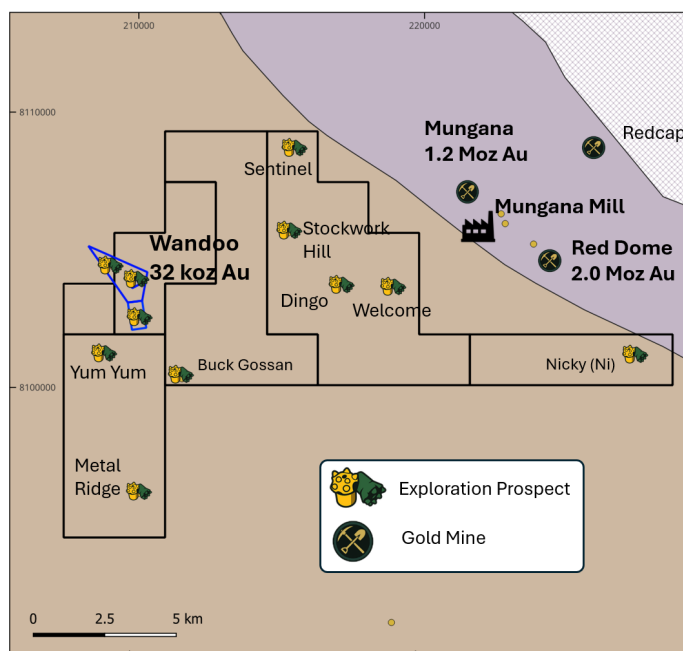 210000
220000
8110000
Mungana
1.2 Moz Au
Redcap
Sentinel
Mungana Mill
Stockwork
Hill
Wandoo
32 koz Au
Red Dome
2.0 Moz Au
Dingo
Welcome
Yum Yum
Buck Gossan
Nicky (Ni)
8100000
Metal
Ridge
Exploration Prospect
Gold Mine
0
2.5
5 km